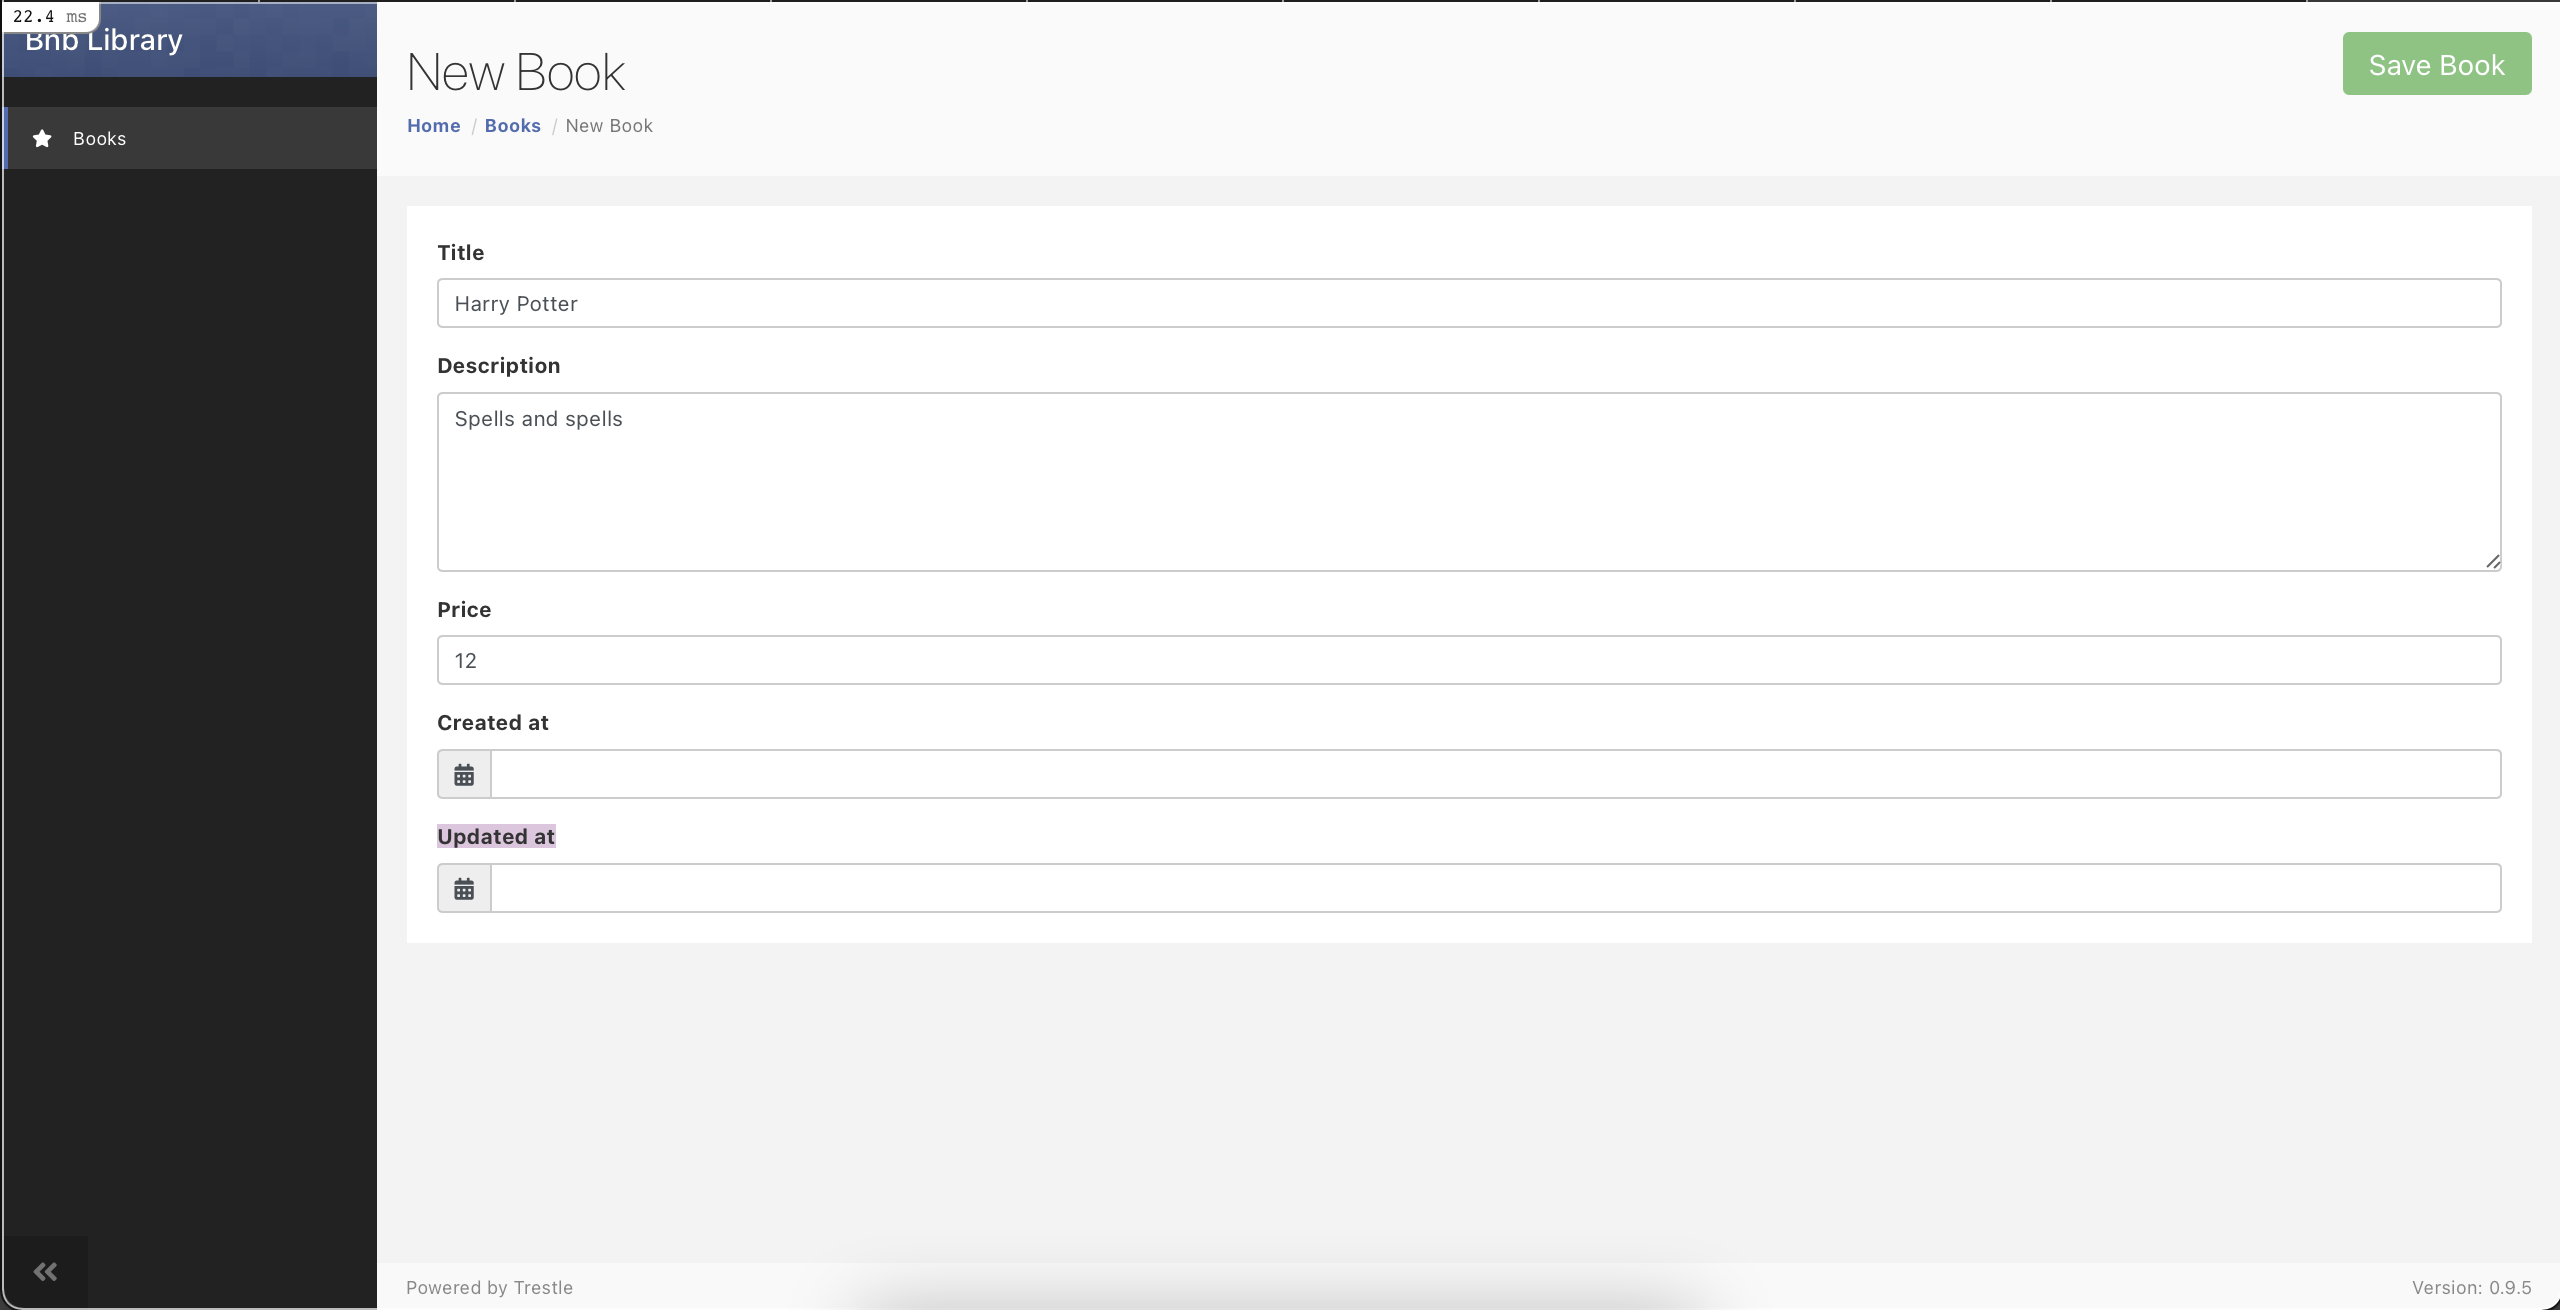 22.4 ms
Bnb Library
Books
New Book
Save Book
Home / Books / New Book
Title
Harry Potter
Description
Spells and spells
Price
12
Created at
Updated at
Powered by Trestle
Version: 0.9.5